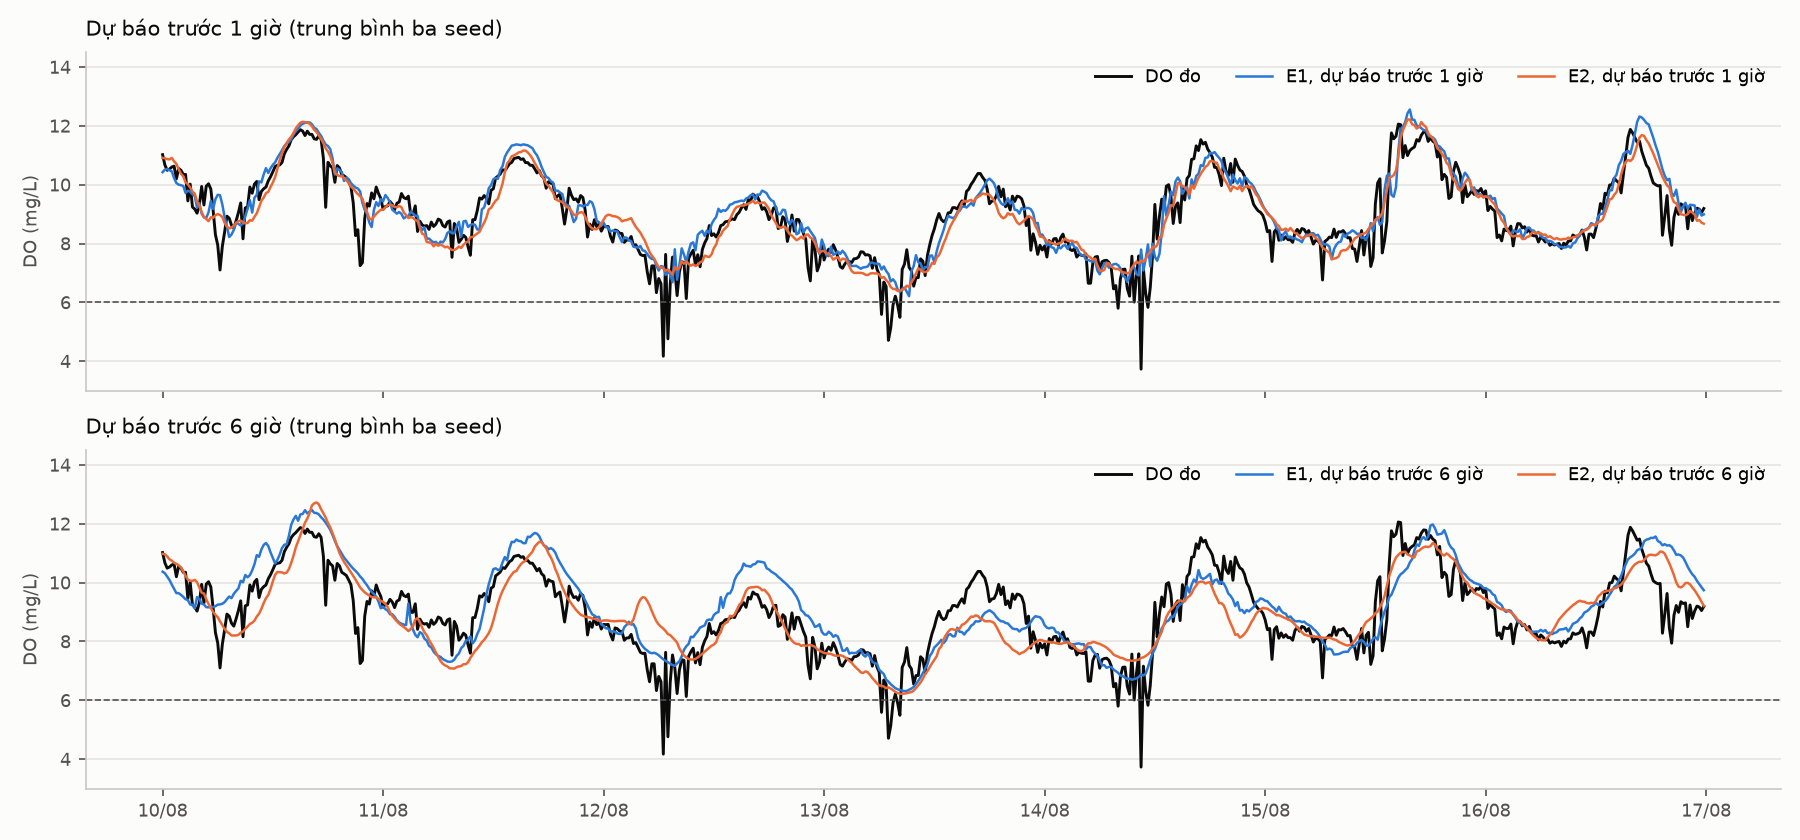 Dự báo trước 1 giờ (trung bình ba seed)
14
12
10
8
6
4
DO (mg/L)
DO đo
E1, dự báo trước 1 giờ
E2, dự báo trước 1 giờ
Dự báo trước 6 giờ (trung bình ba seed)
14
12
10
8
6
4
DO (mg/L)
DO đo
E1, dự báo trước 6 giờ
E2, dự báo trước 6 giờ
10/08
11/08
12/08
13/08
14/08
15/08
16/08
17/08